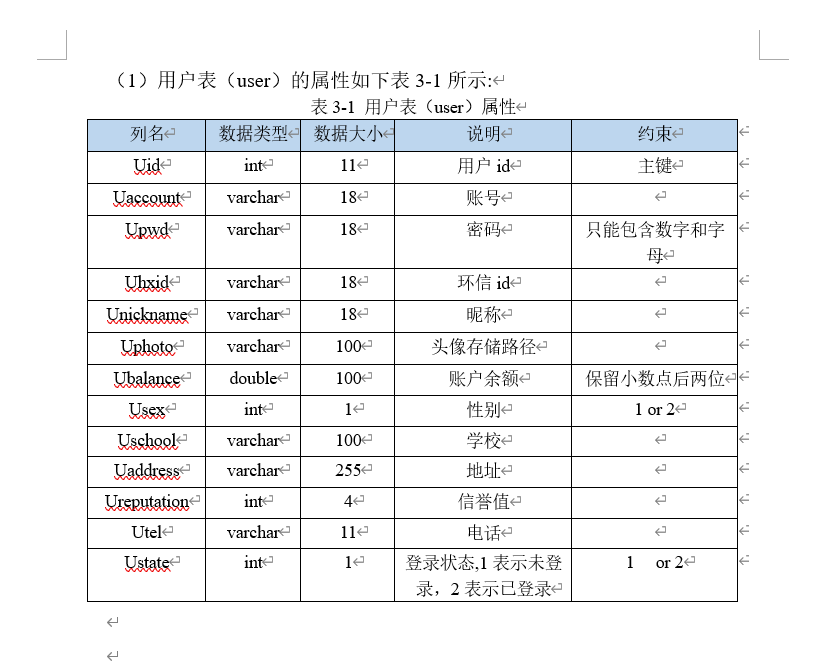 （1）用户表（user）的属性如下表 3-1 所示:
表 3-1 用户表（user）属性
列名 数据类型 数据大小 说明 约束
Uid int 11 用户 id 主键
Uaccount varchar 18 账号
Upwd varchar 18 密码 只能包含数字和字
母
Uhxid varchar 18 环信 id
Unickname varchar 18 昵称
Uphoto varchar 100 头像存储路径
Ubalance double 100 账户余额 保留小数点后两位
Usex int 1 性别 1 or 2
Uschool varchar 100 学校
Uaddress varchar 255 地址
Ureputation int 4 信誉值
Utel varchar 11 电话
Ustate int 1 登录状态,1 表示未登 1 or 2
录，2 表示已登录